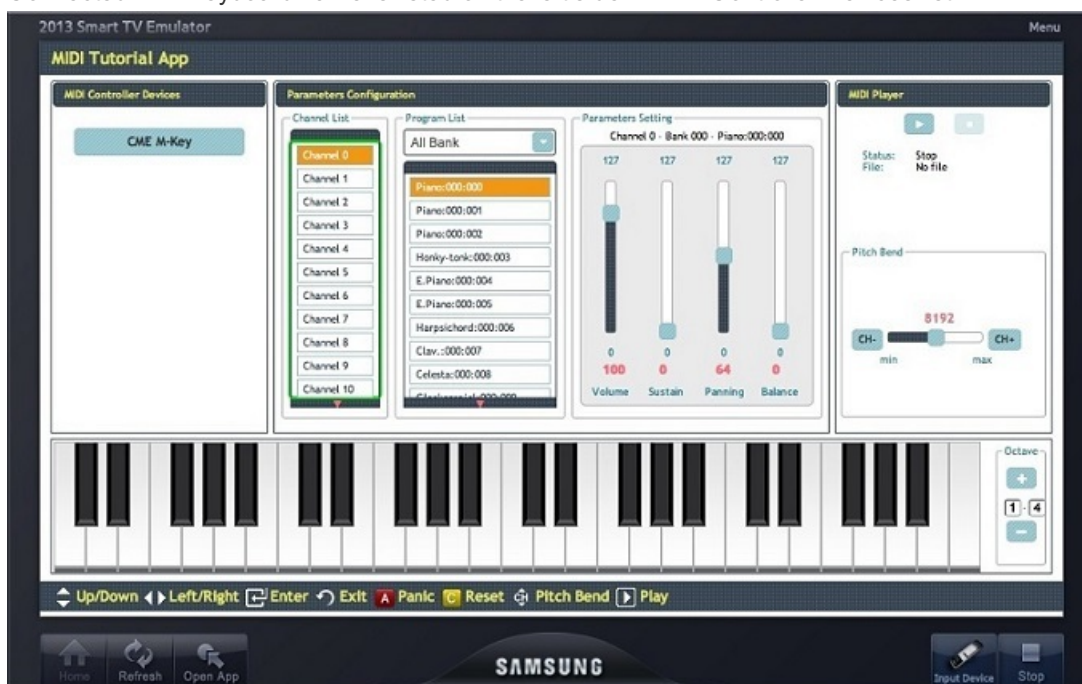 2013 Smart TV Emulator
Menu
MIDI Tutorial App
MIDI Controller Devices
CME M-Key
Parameters Configuration
Channel List
Channel 0
Channel 1
Channel 2
Channel 3
Channel 4
Channel 5
Channel 6
Channel 7
Channel 8
Channel 9
Channel 10
Program List
All Bank
Piano:000:000
Piano:000:001
Piano:000:002
Honky-tonk:000:003
E.Piano:000:004
E.Piano:000:005
Harpsichord:000:006
Clav.:000:007
Celesta:000:008
Parameters Setting
Channel 0 - Bank 000 - Piano:000:000
127 127 127 127
0 0 0 0
100 0 64 0
Volume Sustain Panning Balance
MIDI Player
Status: Stop
File: No file
Pitch Bend
8192
CH- CH+
min max
Octave
+
1 - 4
-
Up/Down Left/Right Enter Exit A Panic C Reset Pitch Bend Play
Home Refresh Open App
SAMSUNG
Input Device Stop